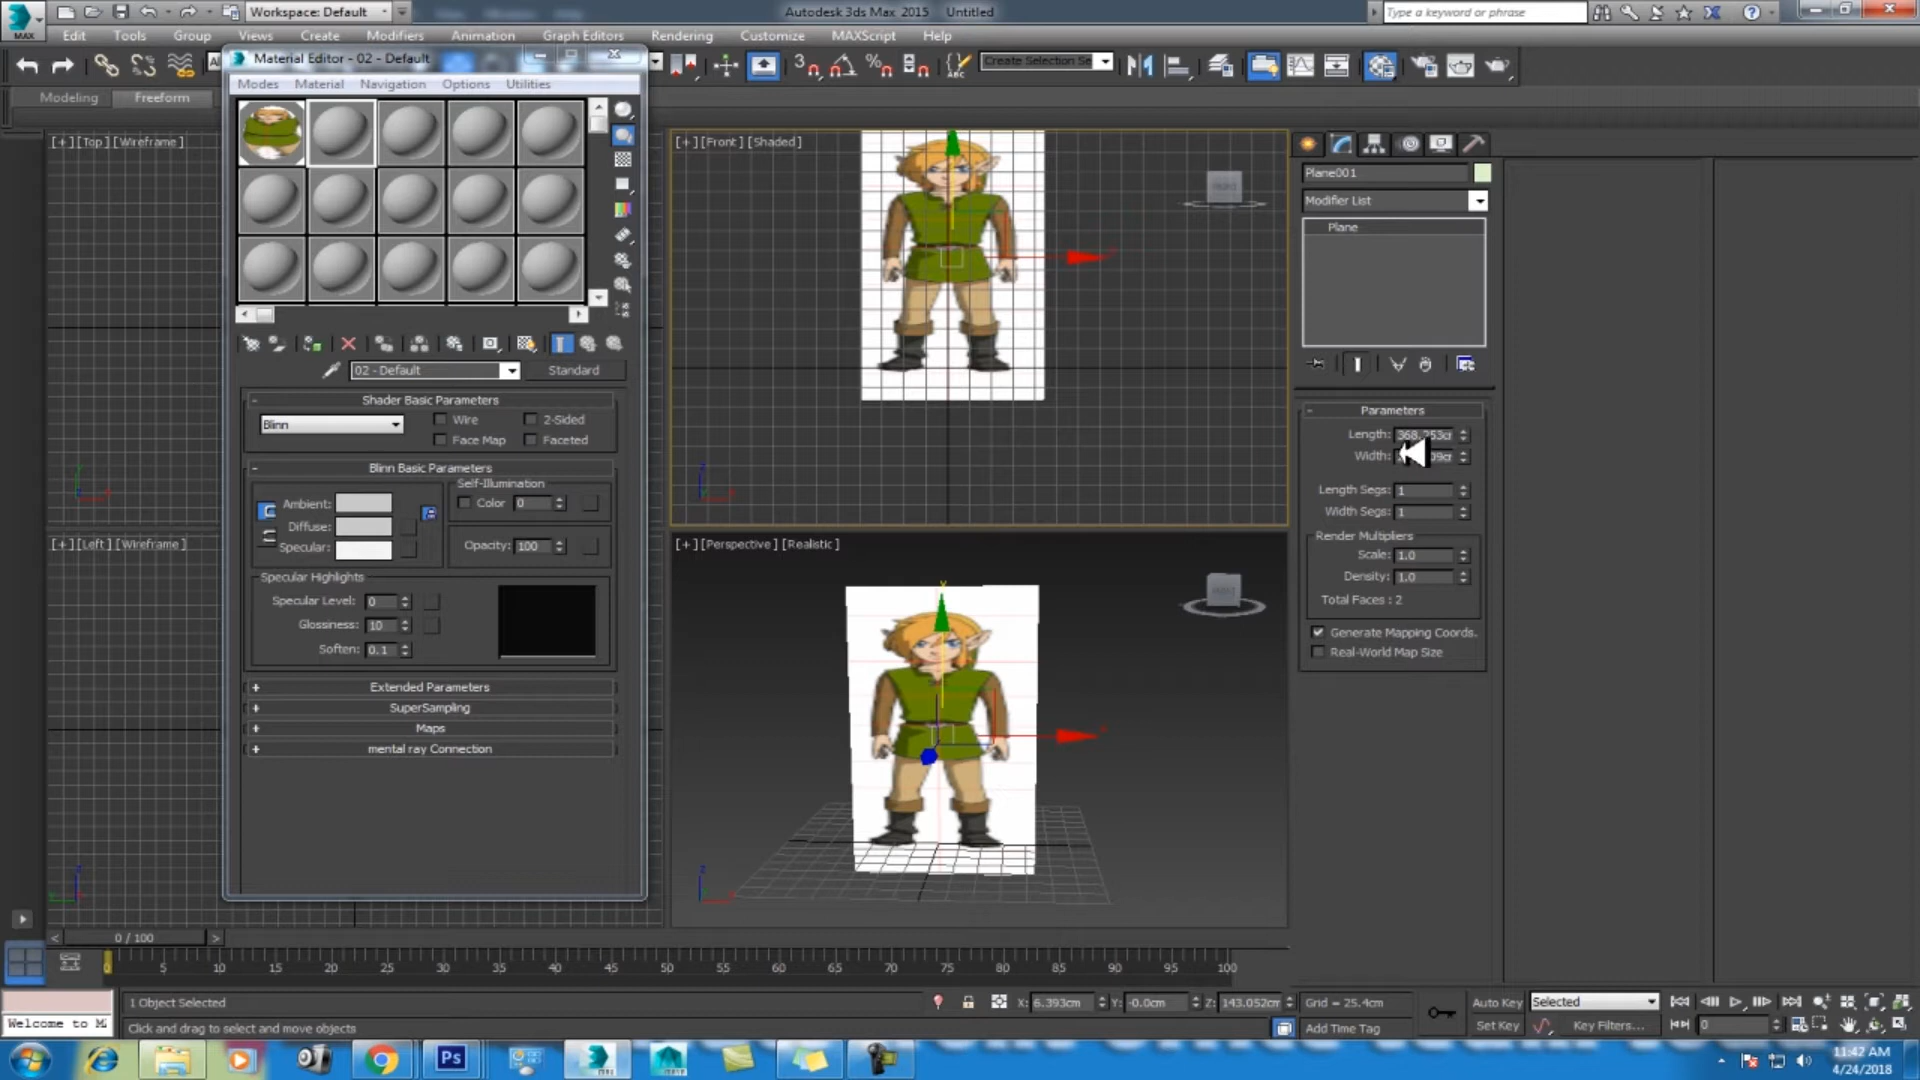 Workspace: Default
Autodesk 3ds Max 2015 Untitled
Type a keyword or phrase
MAX
Edit Tools Group Views Create Modifiers Animation Graph Editors Rendering Customize MAXScript Help
Create Selection Se
Modeling Freeform
Material Editor - 02 - Default
Modes Material Navigation Options Utilities
02 - Default
Standard
Shader Basic Parameters
Blinn
Wire
2-Sided
Face Map
Faceted
Blinn Basic Parameters
Self-Illumination
Ambient:
Color 0
Diffuse:
Specular:
Opacity: 100
Specular Highlights
Specular Level: 0
Glossiness: 10
Soften: 0.1
Extended Parameters
SuperSampling
Maps
mental ray Connection
[+] [Top] [Wireframe]
[+] [Front] [Shaded]
[+] [Left] [Wireframe]
[+] [Perspective] [Realistic]
Plane001
Modifier List
Plane
Parameters
Length:
Width:
Length Segs: 1
Width Segs: 1
Render Multipliers
Scale: 1.0
Density: 1.0
Total Faces : 2
Generate Mapping Coords.
Real-World Map Size
0 / 100
0 5 10 15 20 25 30 35 40 45 50 55 60 65 70 75 80 85 90 95 100
1 Object Selected
X: 6.393cm Y: -0.0cm Z: 143.052cm
Grid = 25.4cm
Auto Key
Selected
Welcome to M
Click and drag to select and move objects
Add Time Tag
Set Key
Key Filters...
0
Ps
11:42 AM
4/24/2018